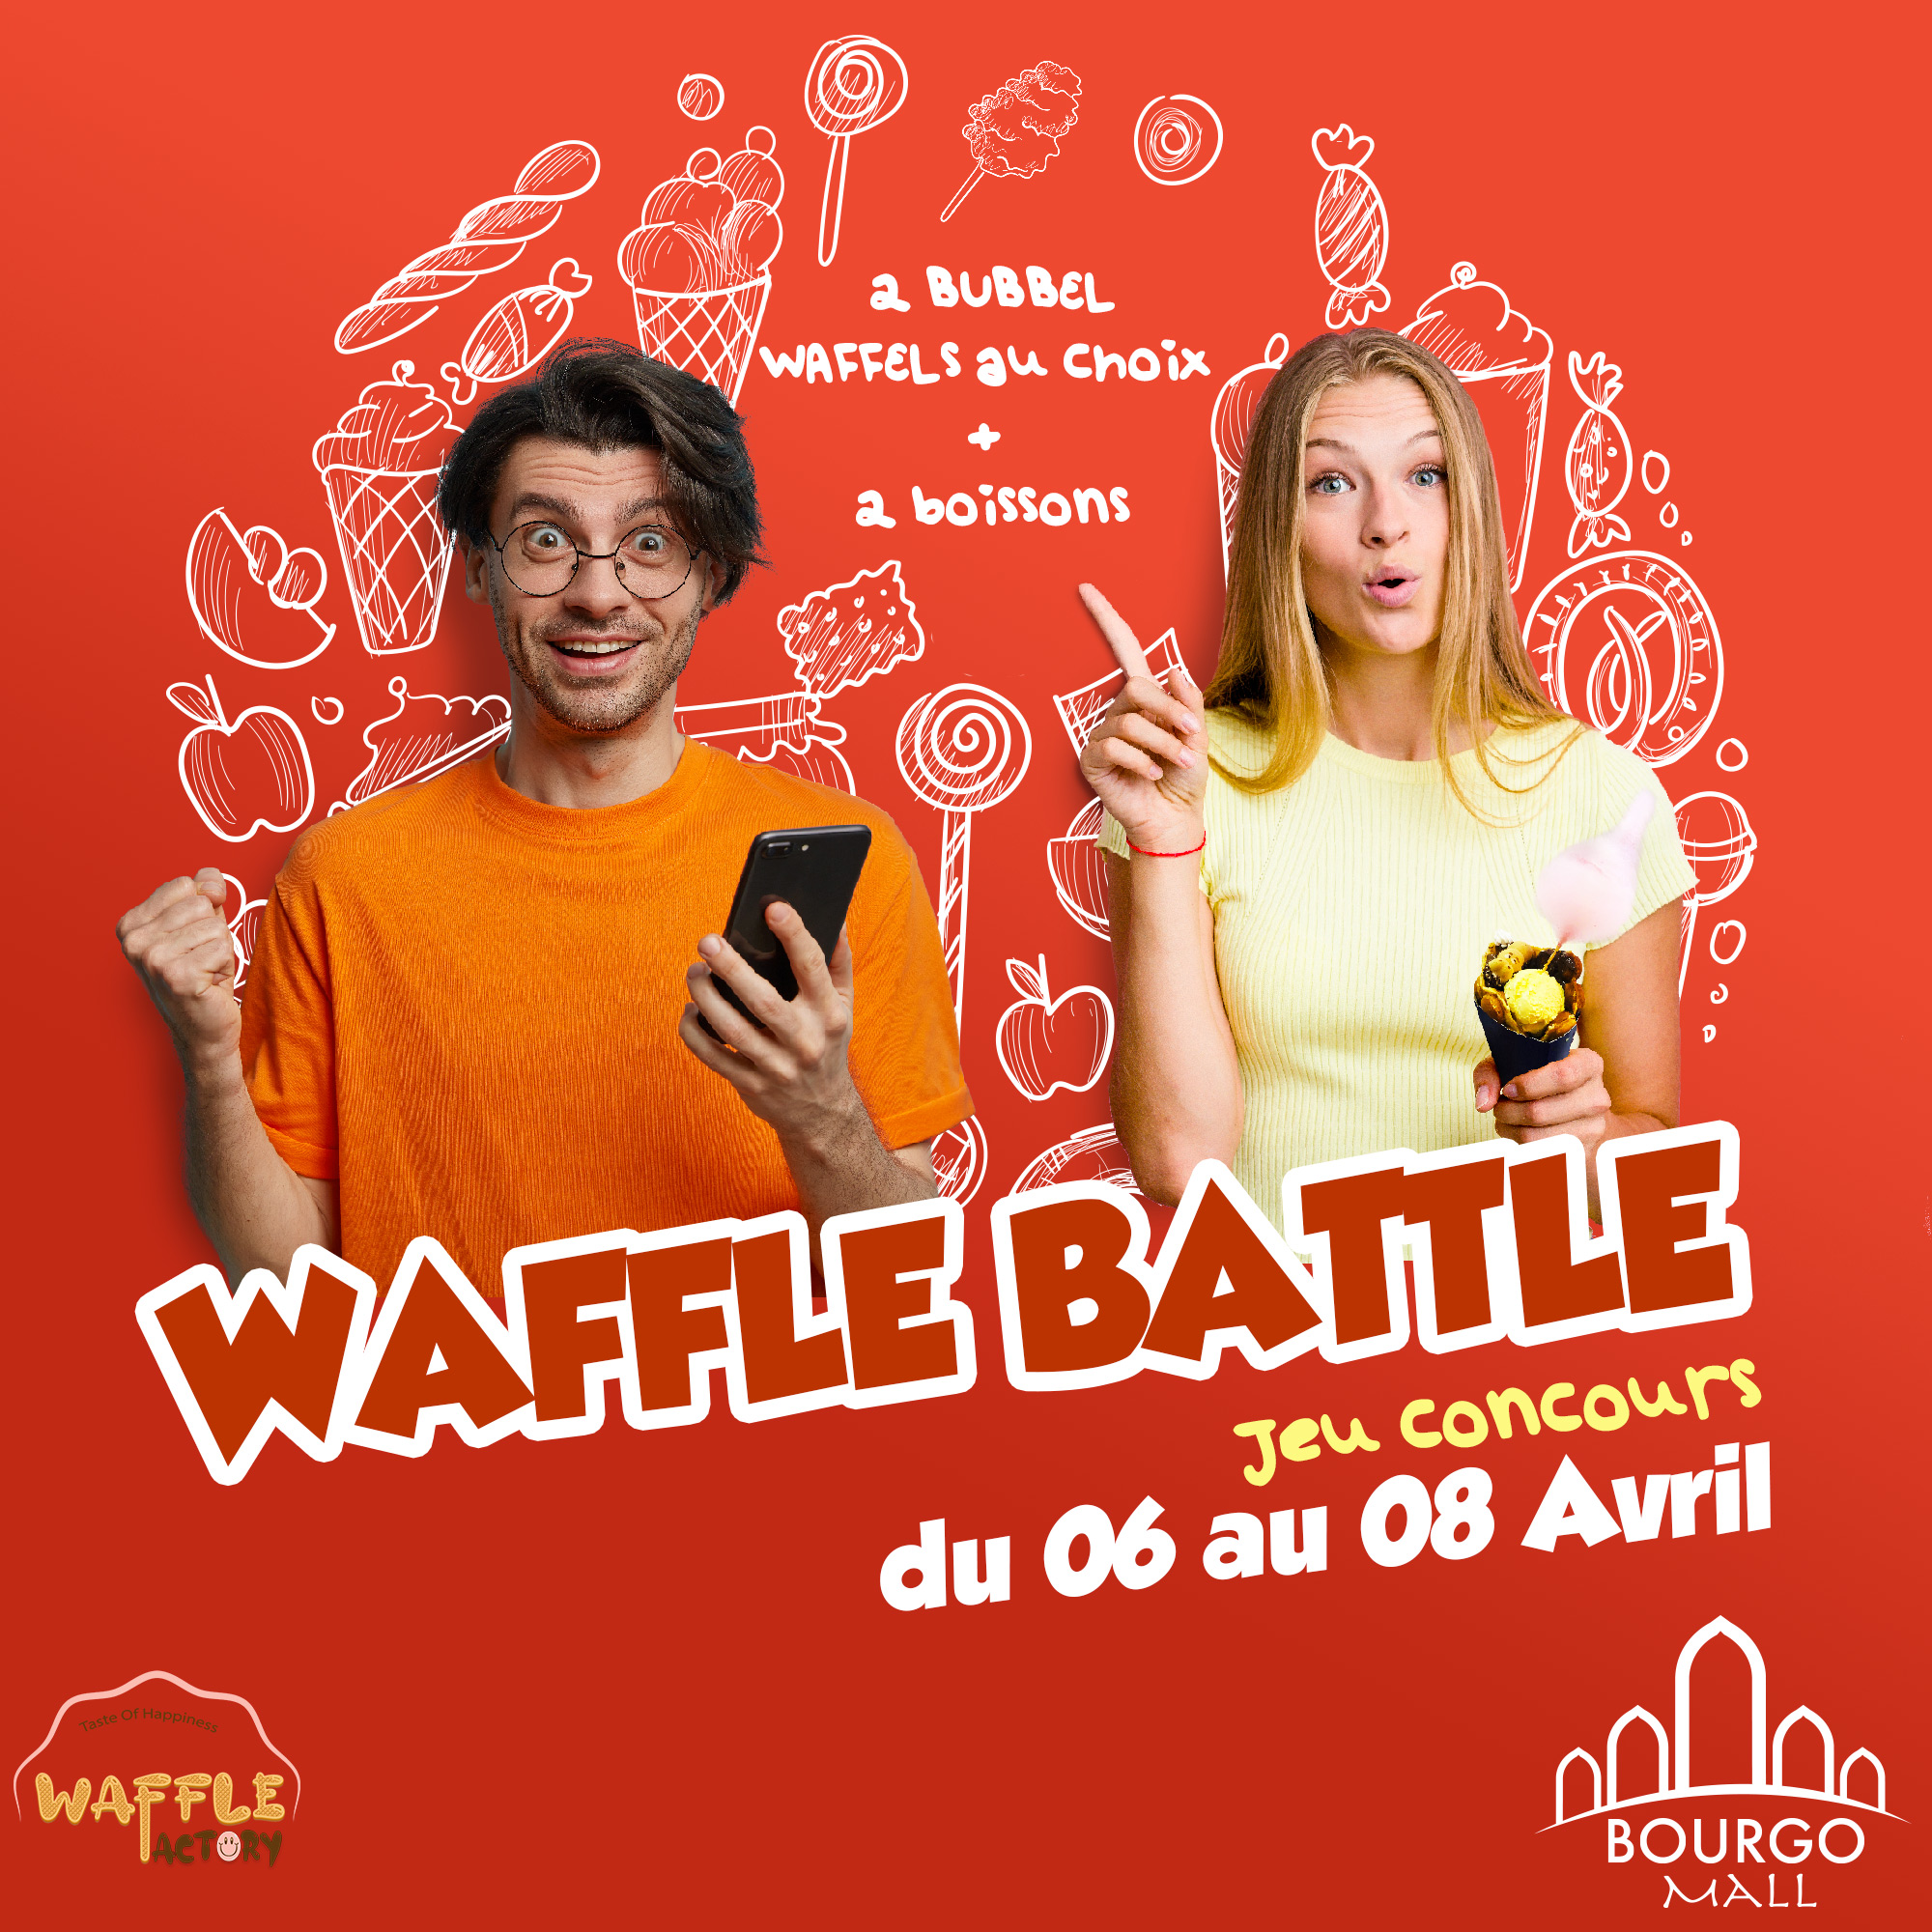 2 BUBBEL
WAFFELS au choix
+
2 boissons
WAFFLE BATTLE
Jeu concours
du 06 au 08 Avril
Taste Of Happiness
WAFFLE
FACTORY
BOURGO
MALL